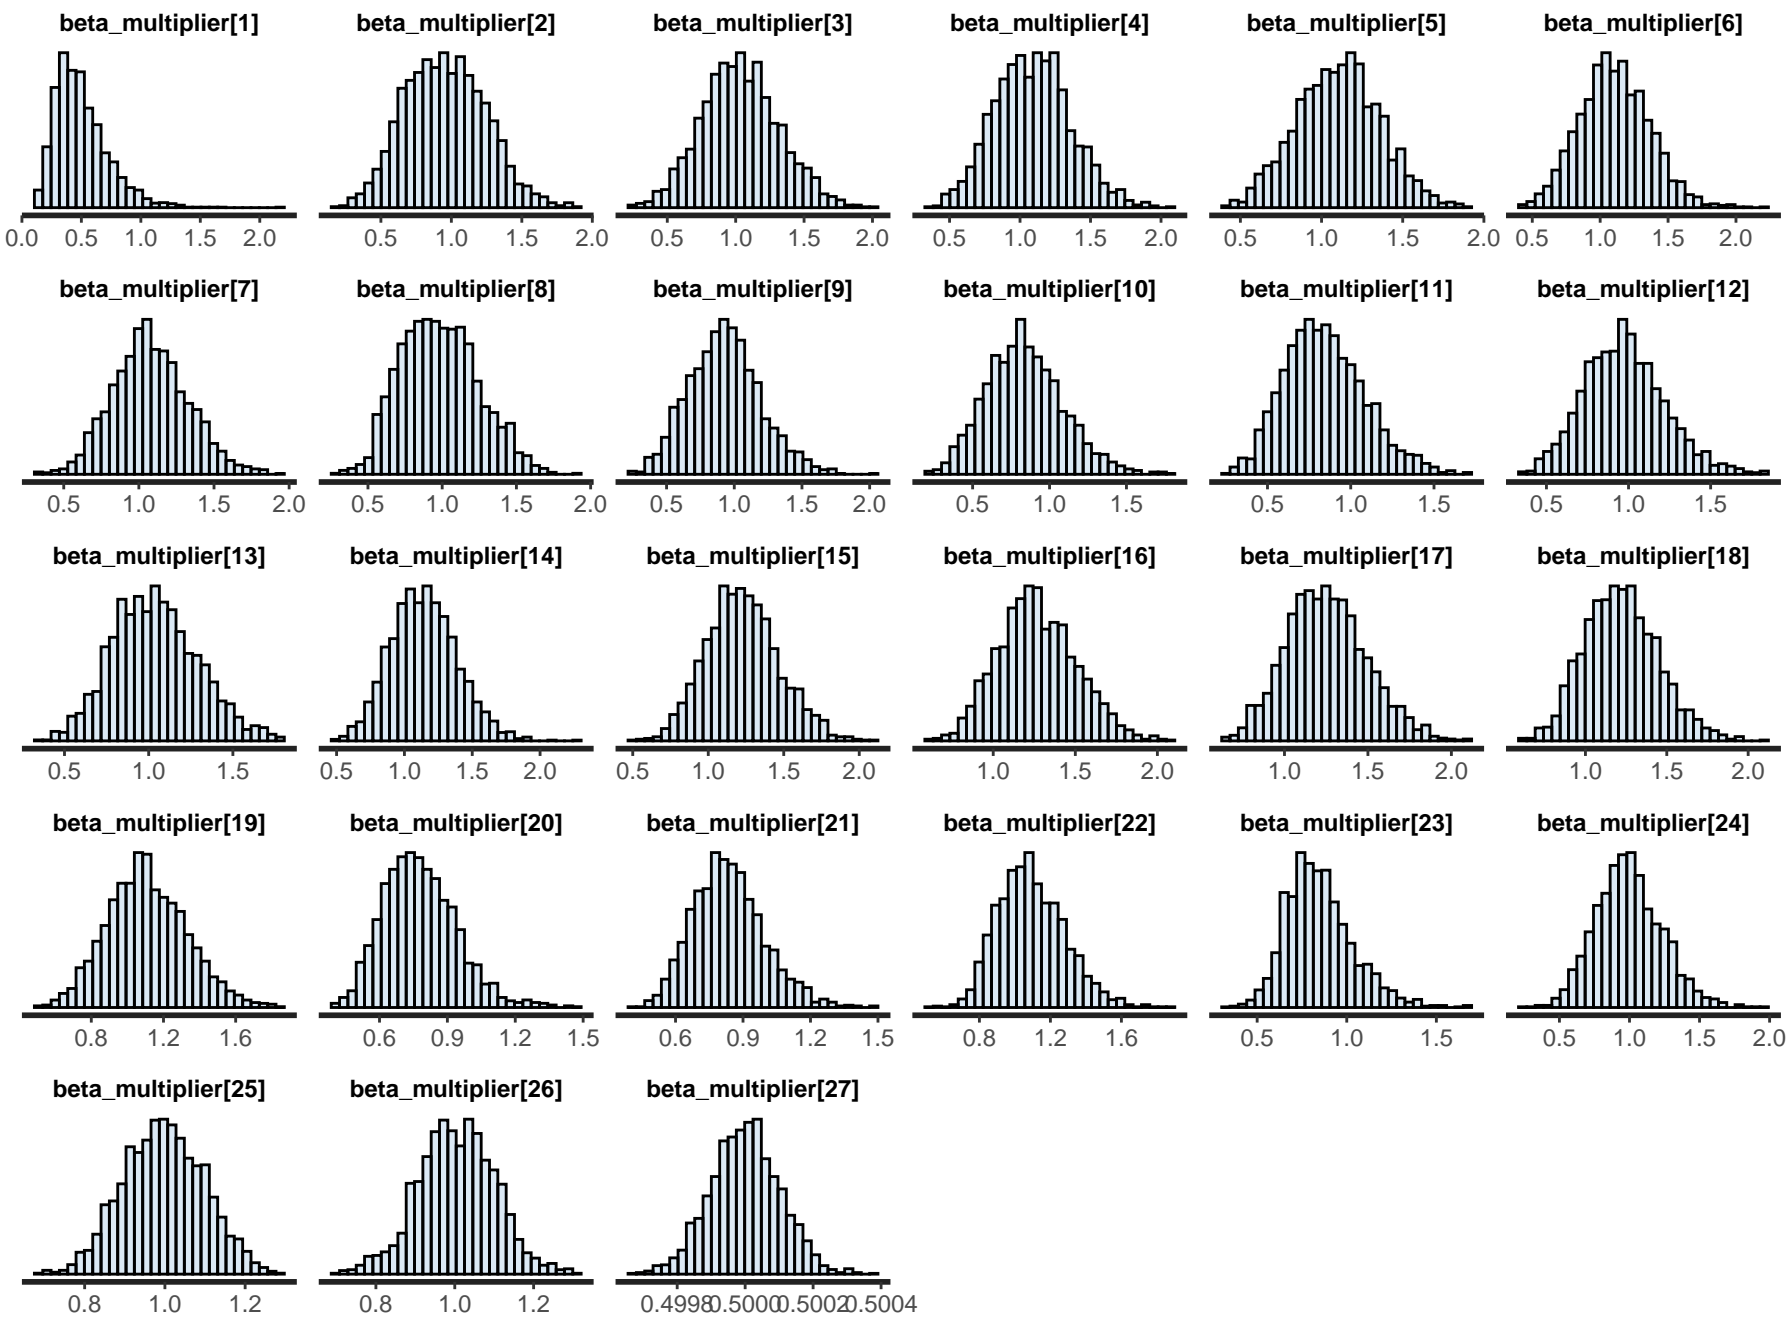 beta_multiplier[1] beta_multiplier[2] beta_multiplier[3] beta_multiplier[4] beta_multiplier[5] beta_multiplier[6]
0.0 0.5 1.0 1.5 2.0 0.5 1.0 1.5 2.0 0.5 1.0 1.5 2.0 0.5 1.0 1.5 2.0 0.5 1.0 1.5 2.0 0.5 1.0 1.5 2.0
beta_multiplier[7] beta_multiplier[8] beta_multiplier[9] beta_multiplier[10] beta_multiplier[11] beta_multiplier[12]
0.5 1.0 1.5 2.0 0.5 1.0 1.5 2.0 0.5 1.0 1.5 2.0 0.5 1.0 1.5 0.5 1.0 1.5 0.5 1.0 1.5
beta_multiplier[13] beta_multiplier[14] beta_multiplier[15] beta_multiplier[16] beta_multiplier[17] beta_multiplier[18]
0.5 1.0 1.5 0.5 1.0 1.5 2.0 0.5 1.0 1.5 2.0 1.0 1.5 2.0 1.0 1.5 2.0 1.0 1.5 2.0
beta_multiplier[19] beta_multiplier[20] beta_multiplier[21] beta_multiplier[22] beta_multiplier[23] beta_multiplier[24]
0.8 1.2 1.6 0.6 0.9 1.2 1.5 0.6 0.9 1.2 1.5 0.8 1.2 1.6 0.5 1.0 1.5 0.5 1.0 1.5 2.0
beta_multiplier[25] beta_multiplier[26] beta_multiplier[27]
0.8 1.0 1.2 0.8 1.0 1.2 0.4998 0.5000 0.5002 0.5004